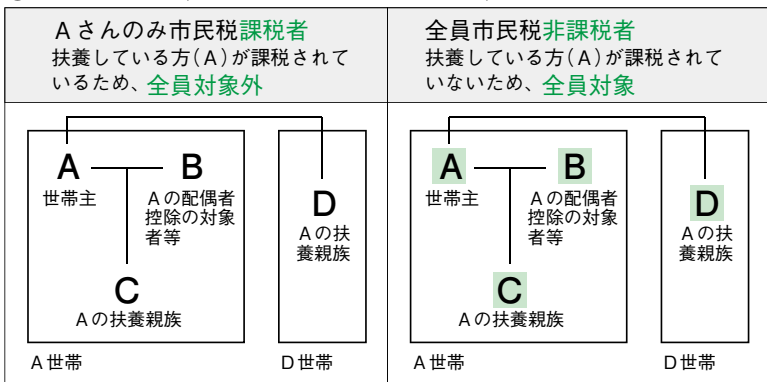 Ａさんのみ市民税課税者
扶養している方(Ａ)が課税されて
いるため、全員対象外
A
世帯主
B
Ａの配偶者
控除の対象
者等
C
Ａの扶養親族
D
Ａの扶
養親族
Ａ世帯
Ｄ世帯
全員市民税非課税者
扶養している方(Ａ)が課税されて
いないため、全員対象
A
世帯主
B
Ａの配偶者
控除の対象
者等
C
Ａの扶養親族
D
Ａの扶
養親族
Ａ世帯
Ｄ世帯